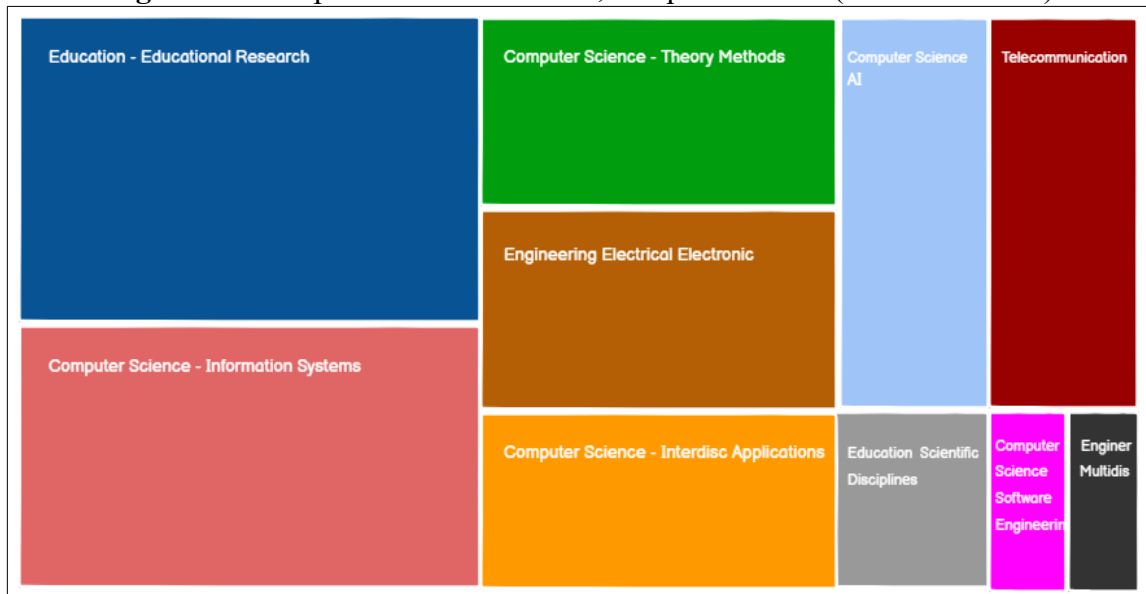 Education - Educational Research
Computer Science - Theory Methods
Computer Science
AI
Telecommunication
Engineering Electrical Electronic
Computer Science - Information Systems
Computer Science - Interdisc Applications
Education Scientific
Disciplines
Computer
Science
Software
Engineerin
Enginer
Multidis